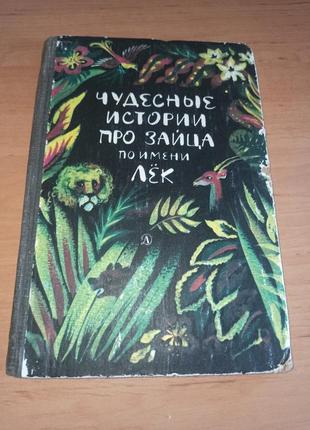 ЧУДЕСНЫЕ
ИСТОРИИ
ПРО ЗАЙЦА
ПО ИМЕНИ
ЛЁК
Д